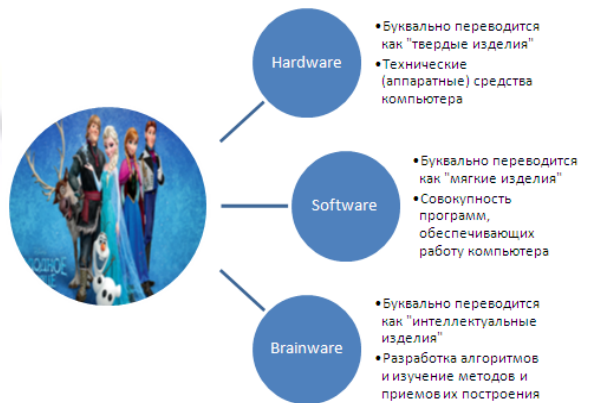 Hardware
•Буквально переводится
как "твердые изделия"
•Технические
(аппаратные) средства
компьютера
Software
•Буквально переводится
как "мягкие изделия"
•Совокупность
программ,
обеспечивающих
работу компьютера
Brainware
•Буквально переводится
как "интеллектуальные
изделия"
•Разработка алгоритмов
и изучение методов и
приемов их построения